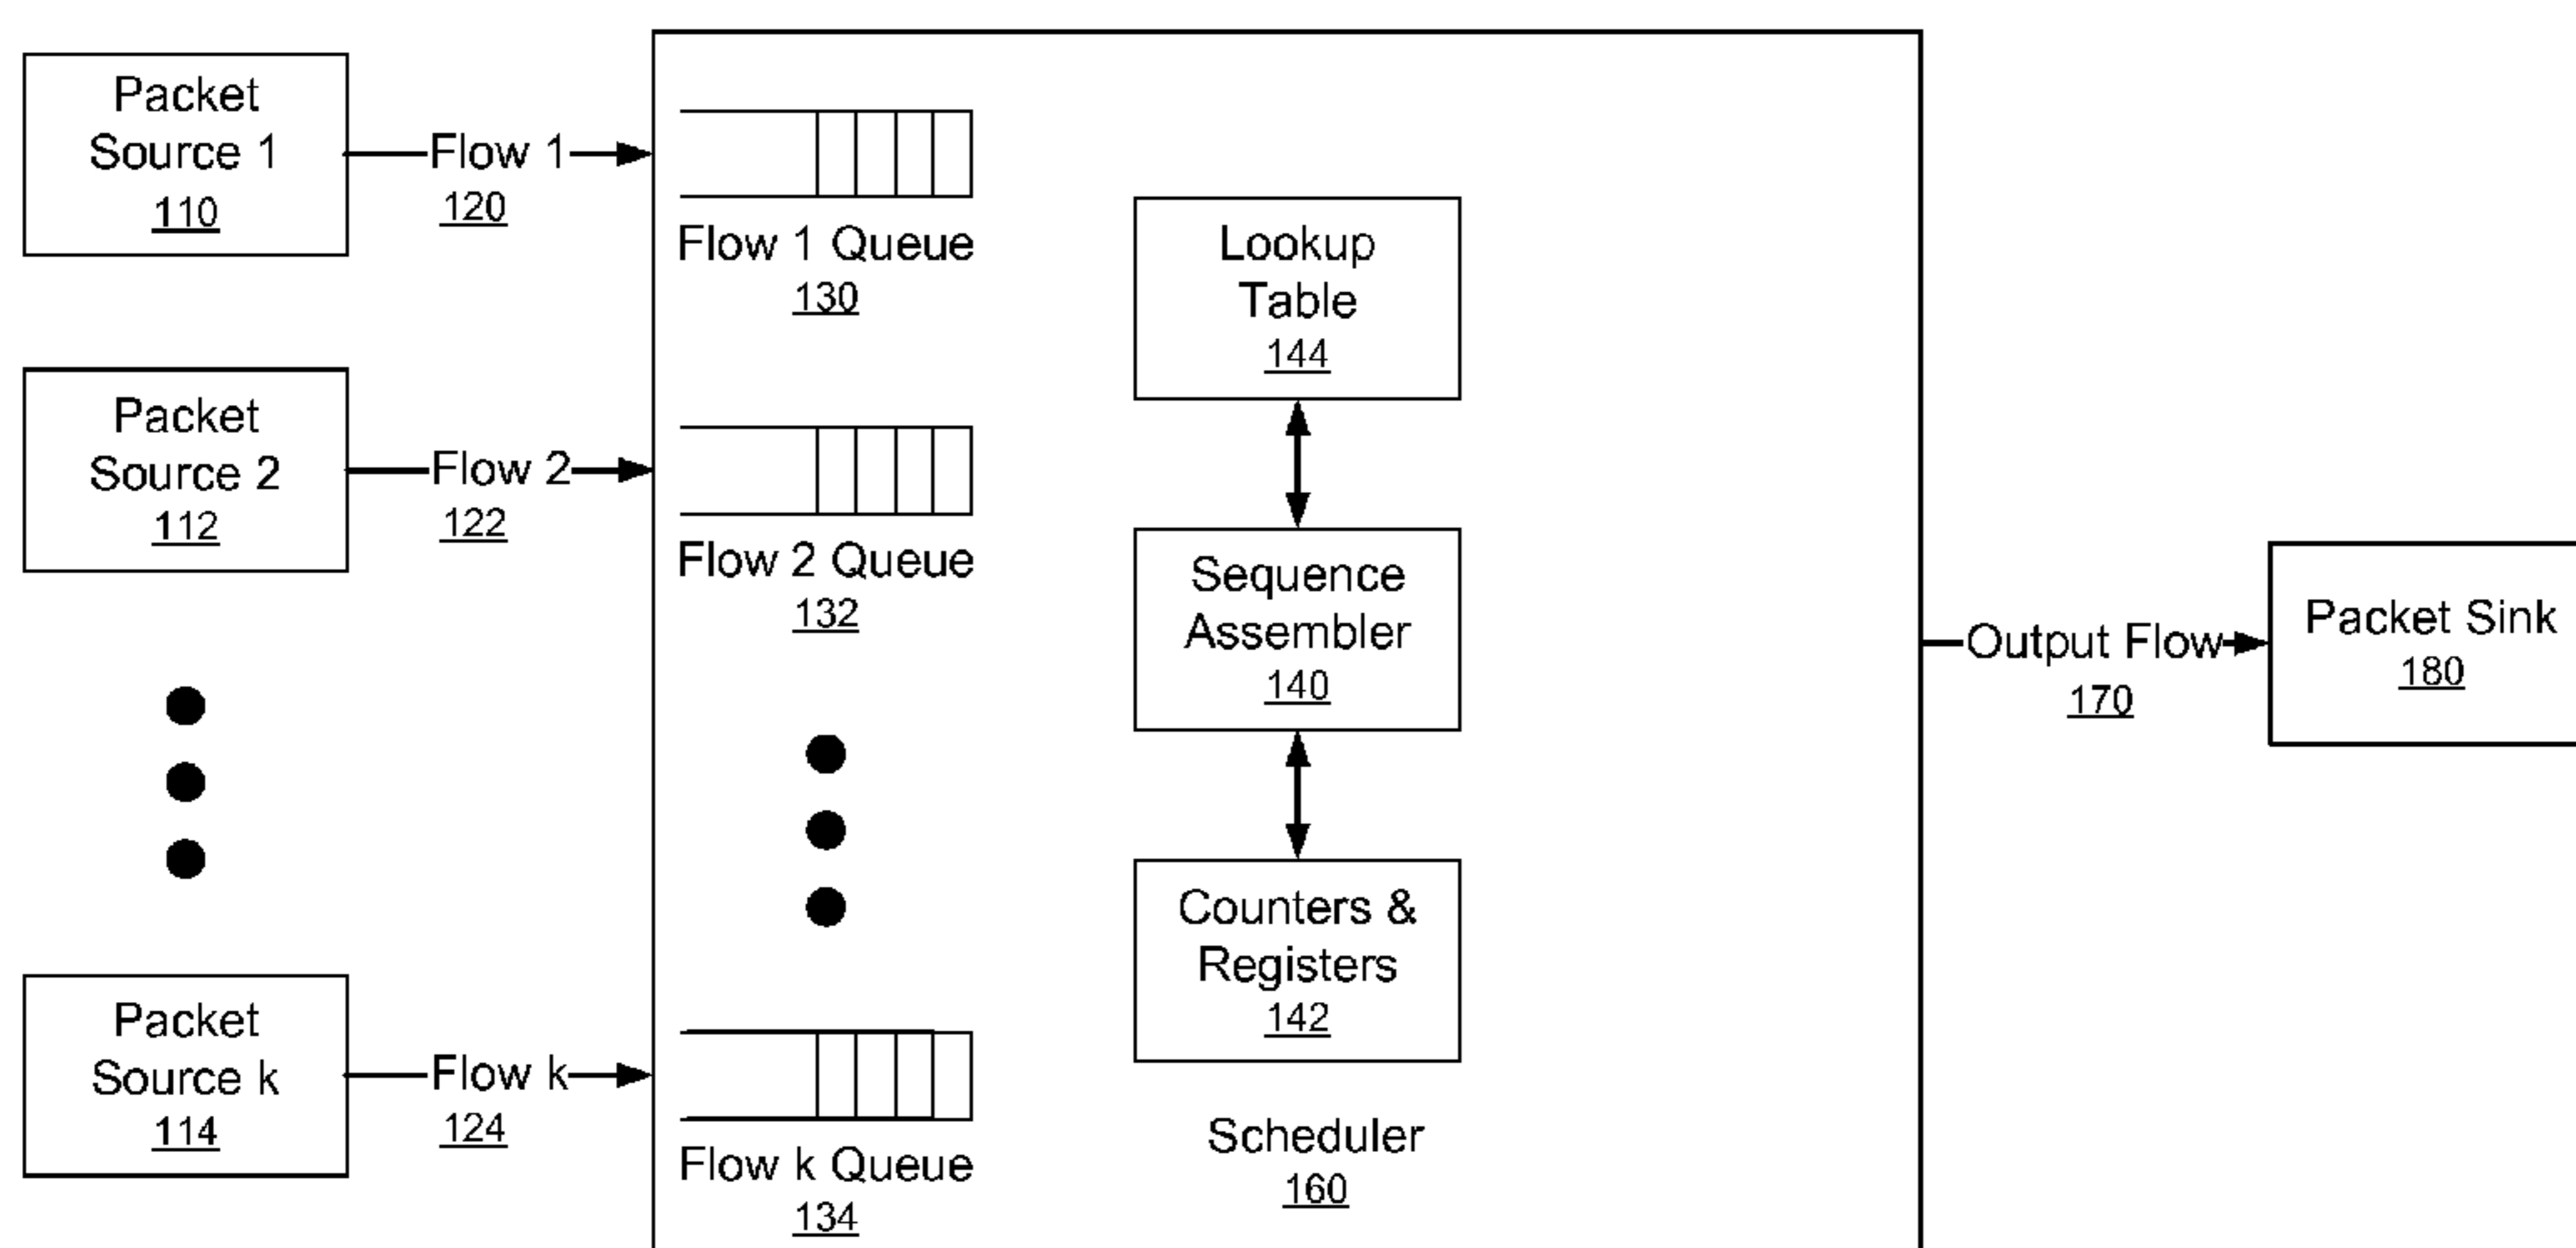 Packet
Source 1
110
Flow 1
120
Flow 1 Queue
130
Packet
Source 2
112
Flow 2
122
Flow 2 Queue
132
Packet
Source k
114
Flow k
124
Flow k Queue
134
Lookup
Table
144
Sequence
Assembler
140
Counters &
Registers
142
Scheduler
160
Output Flow
170
Packet Sink
180